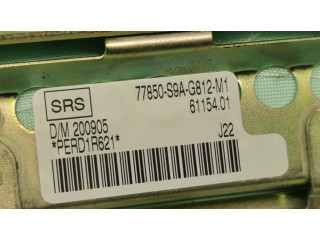 77850-S9A-G812-M1
SRS
61154.01
D/M 200905
J22
*PERD1R621*